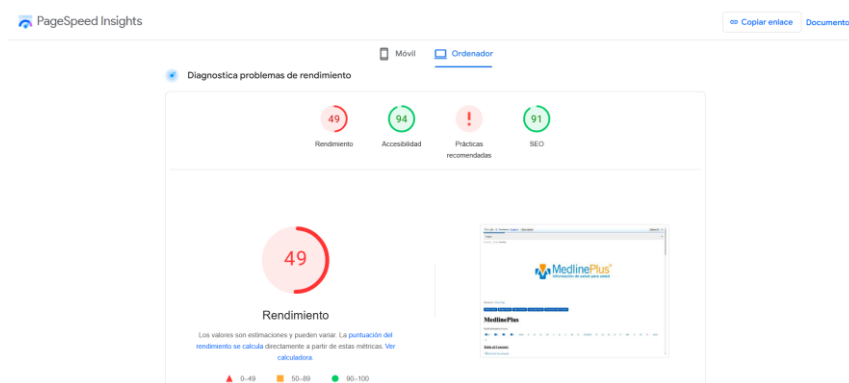 PageSpeed Insights
Copiar enlace
Documento
Móvil
Ordenador
Diagnostica problemas de rendimiento
49
94
91
Rendimiento
Accesibilidad
Prácticas
recomendadas
SEO
49
Rendimiento
Los valores son estimaciones y pueden variar. La puntuación del
rendimiento se calcula directamente a partir de estas métricas. Ver
calculadora.
0–49
50–89
90–100
MedlinePlus
Información de salud para usted
MedlinePlus